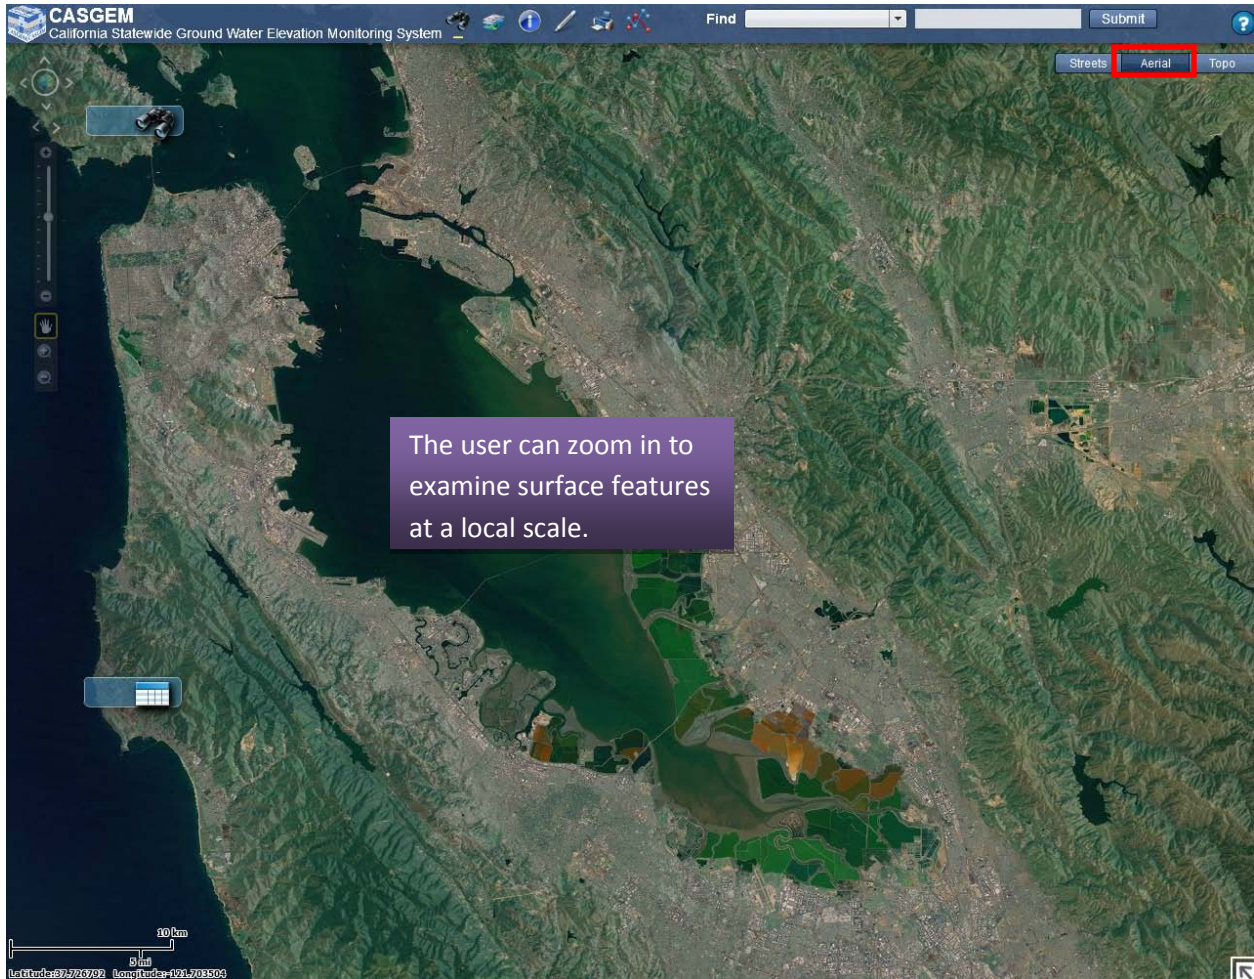 CASGEM
California Statewide Ground Water Elevation Monitoring System
Find
Submit
?
Streets
Aerial
Topo
The user can zoom in to
examine surface features
at a local scale.
10 km
5 mi
Latitude:37.726792 Longitude:-121.703504